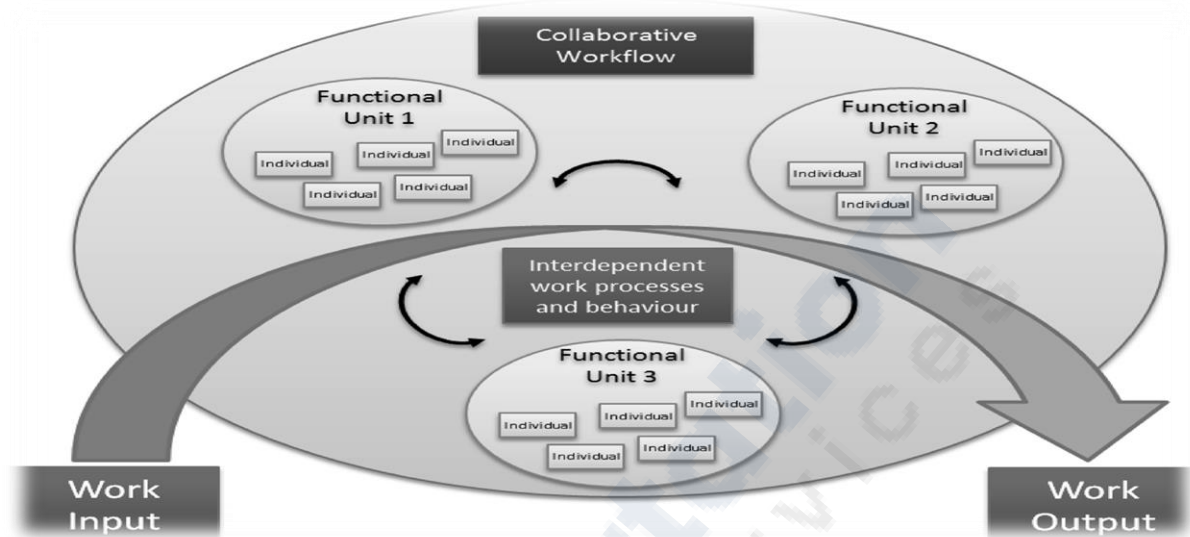 Collaborative
Workflow
Functional
Unit 1
Individual
Individual
Individual
Individual
Individual
Functional
Unit 2
Individual
Individual
Individual
Individual
Individual
Interdependent
work processes
and behaviour
Functional
Unit 3
Individual
Individual
Individual
Individual
Individual
Work
Input
Work
Output